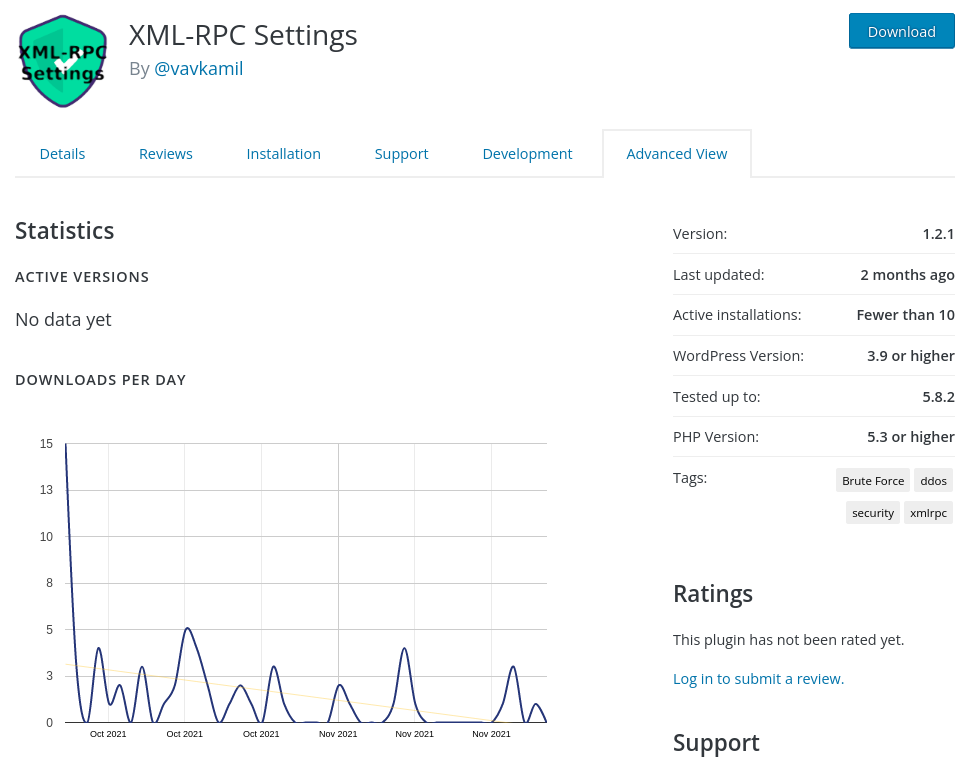 XML-RPC
Settings
XML-RPC Settings
By @vavkamil
Download
Details
Reviews
Installation
Support
Development
Advanced View
Statistics
ACTIVE VERSIONS
No data yet
DOWNLOADS PER DAY
15
13
10
8
5
3
0
Oct 2021
Oct 2021
Oct 2021
Nov 2021
Nov 2021
Nov 2021
Version: 1.2.1
Last updated: 2 months ago
Active installations: Fewer than 10
WordPress Version: 3.9 or higher
Tested up to: 5.8.2
PHP Version: 5.3 or higher
Tags: Brute Force ddos
security xmlrpc
Ratings
This plugin has not been rated yet.
Log in to submit a review.
Support